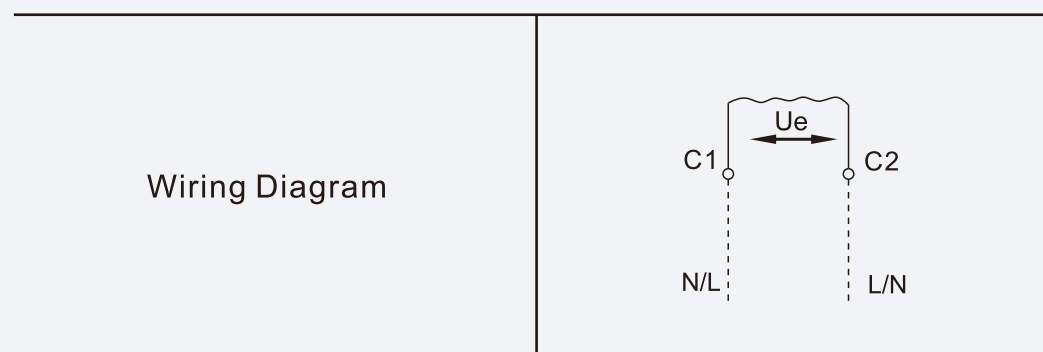 Wiring Diagram
Ue
C1
C2
N/L
L/N